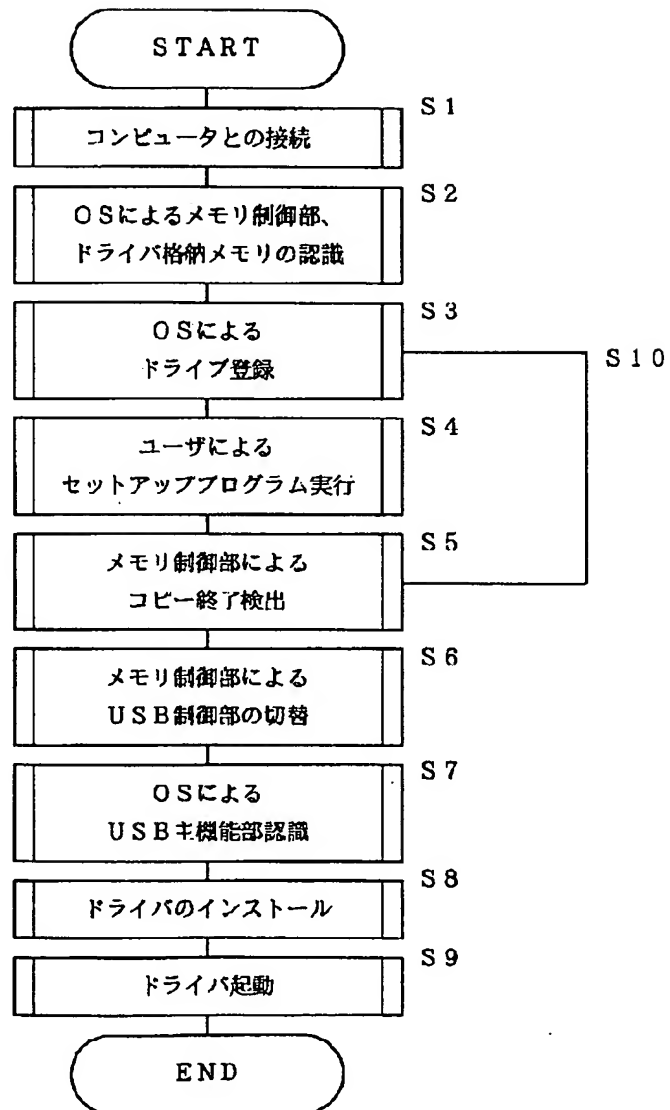 START
S1
コンピュータとの接続
S2
OSによるメモリ制御部、
ドライバ格納メモリの認識
S3
OSによる
ドライブ登録
S10
S4
ユーザによる
セットアッププログラム実行
S5
メモリ制御部による
コピー終了検出
S6
メモリ制御部による
USB制御部の切替
S7
OSによる
USB主機能部認識
S8
ドライバのインストール
S9
ドライバ起動
END